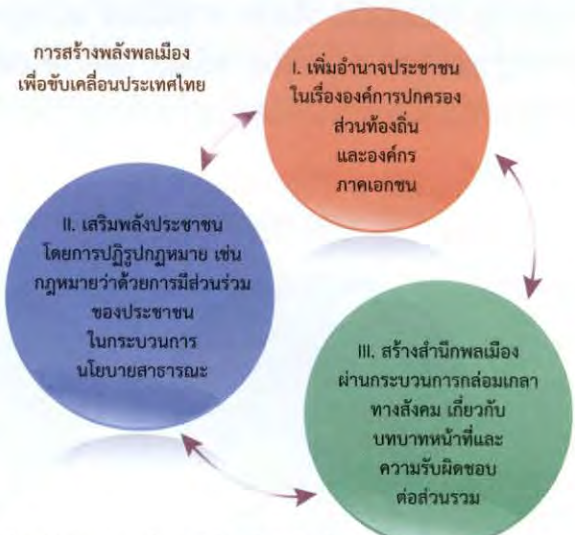 การสร้างพลังพลเมือง
เพื่อขับเคลื่อนประเทศไทย
I. เพิ่มอำนาจประชาชน
ในเรื่ององค์การปกครอง
ส่วนท้องถิ่น
และองค์กร
ภาคเอกชน
II. เสริมพลังประชาชน
โดยการปฏิรูปกฎหมาย เช่น
กฎหมายว่าด้วยการมีส่วนร่วม
ของประชาชน
ในกระบวนการ
นโยบายสาธารณะ
III. สร้างสำนึกพลเมือง
ผ่านกระบวนการกล่อมเกลา
ทางสังคม เกี่ยวกับ
บทบาทหน้าที่และ
ความรับผิดชอบ
ต่อส่วนรวม